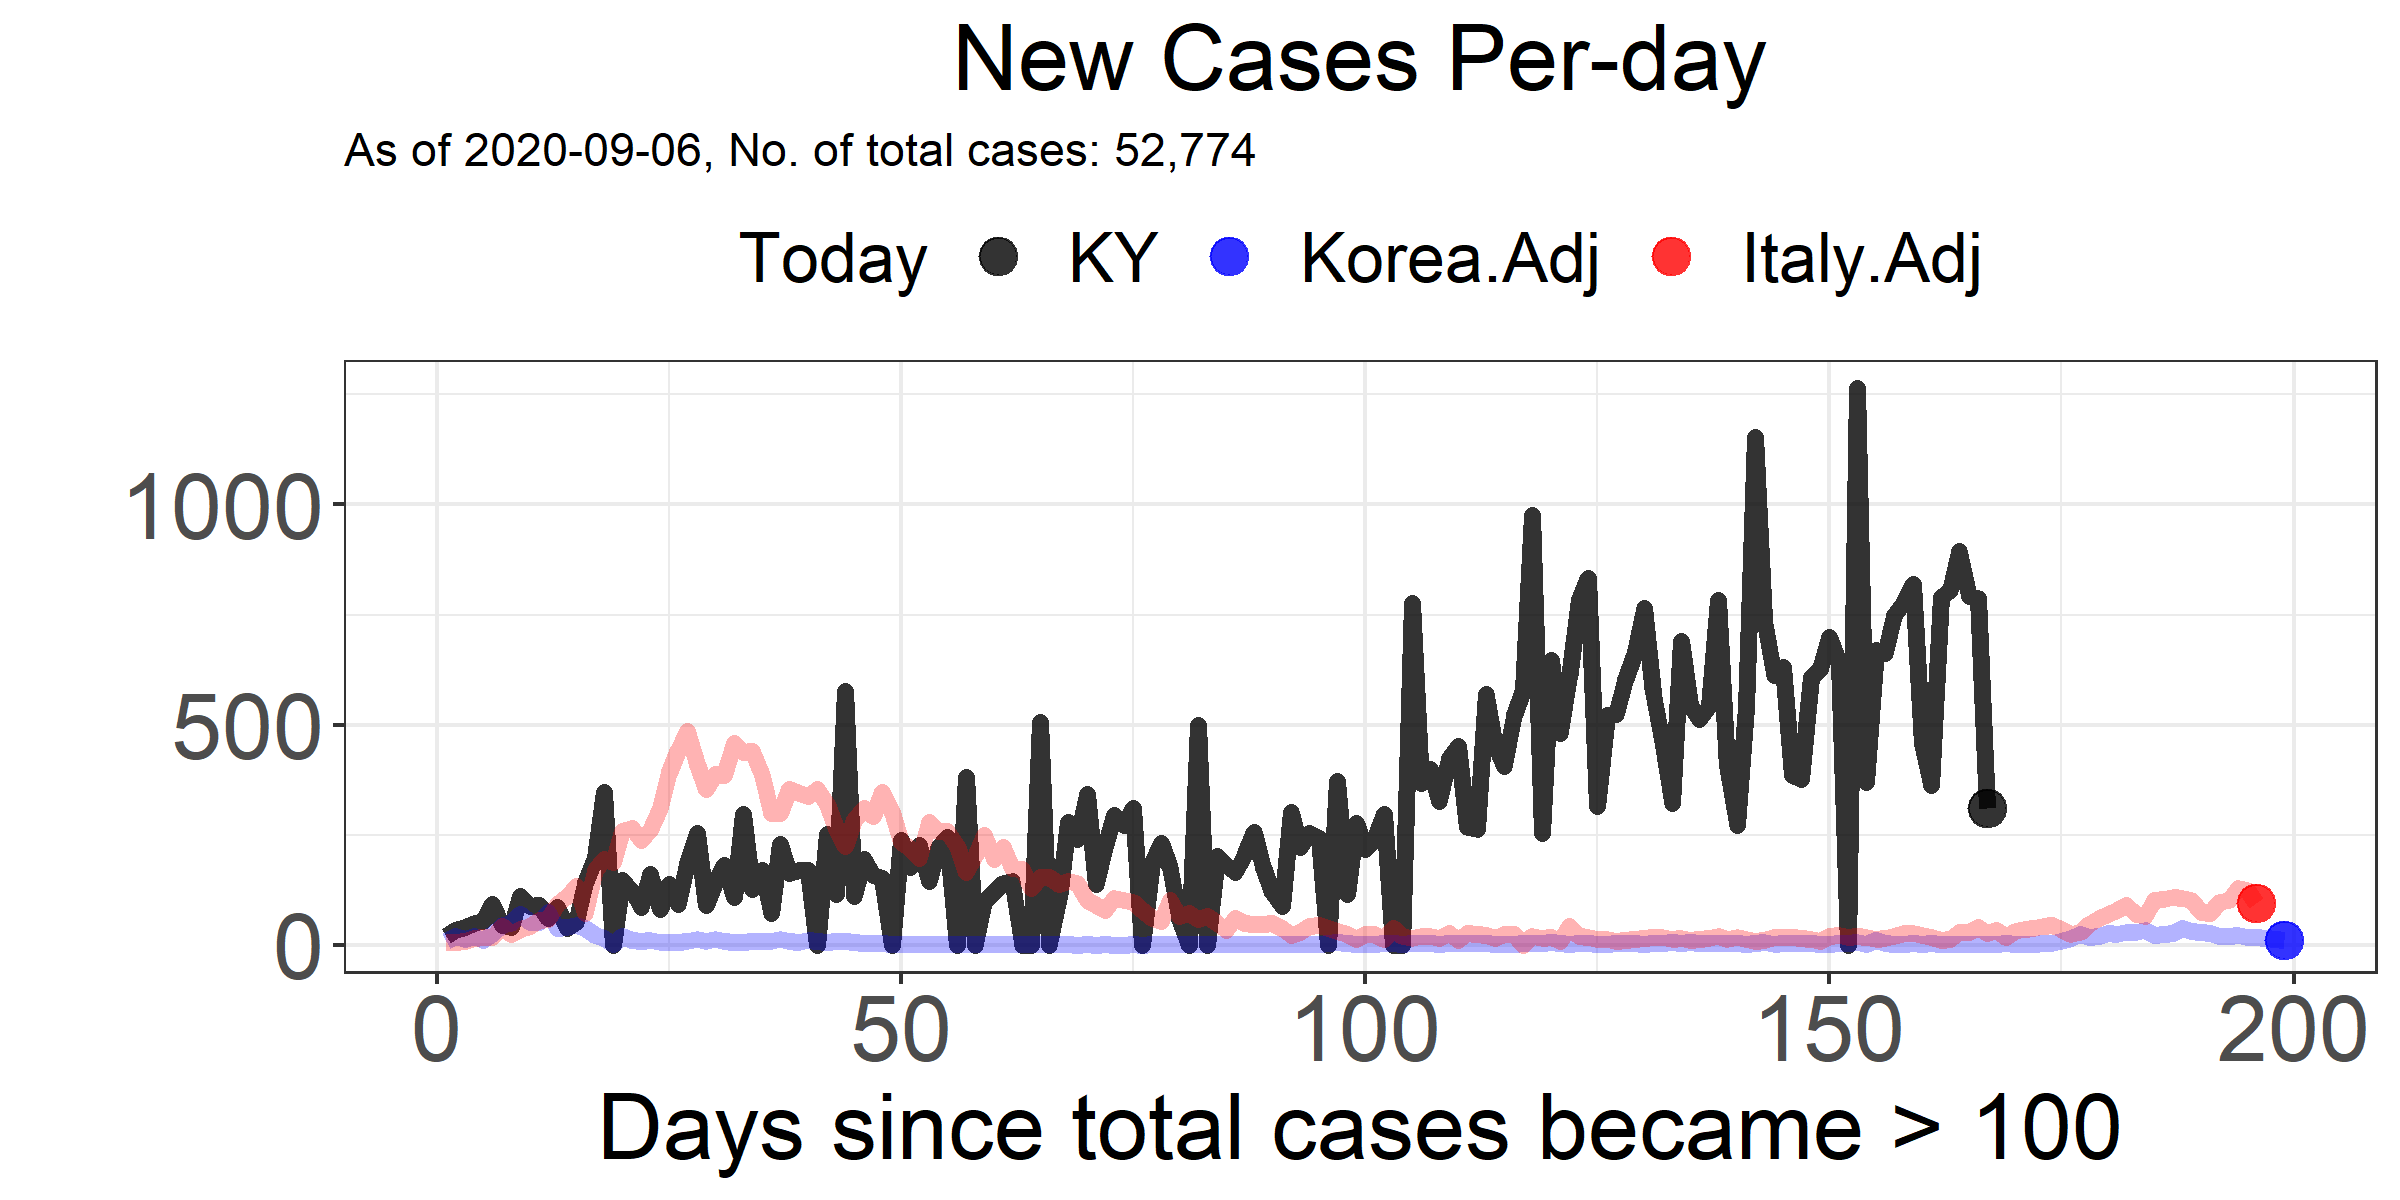 New Cases Per-day
As of 2020-09-06, No. of total cases: 52,774
Today KY Korea.Adj Italy.Adj
1000
500
0
0 50 100 150 200
Days since total cases became > 100